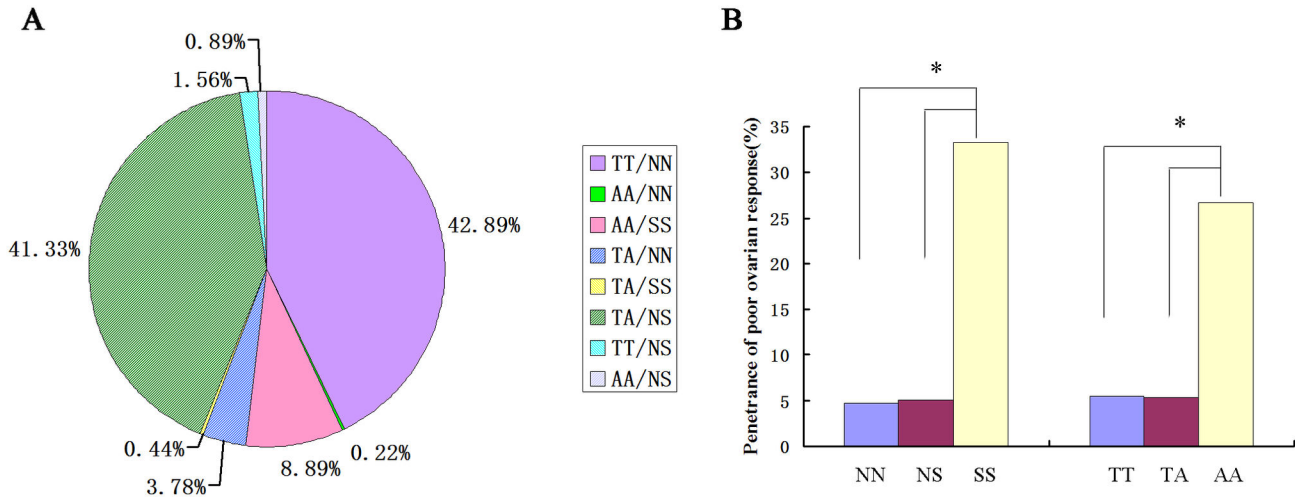 A
0.89%
1.56%
41.33%
42.89%
0.44%
3.78%
8.89%
0.22%
TT/NN
AA/NN
AA/SS
TA/NN
TA/SS
TA/NS
TT/NS
AA/NS
B
Penetrance of poor ovarian response(%)
35
30
25
20
15
10
5
0
*
*
NN NS SS TT TA AA